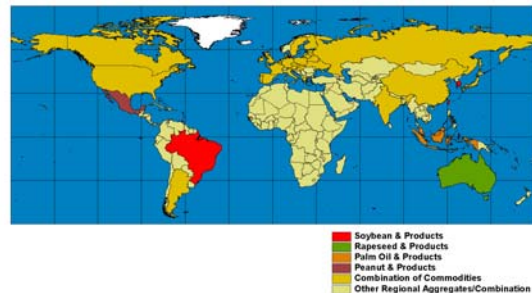 Soybean & Products
Rapeseed & Products
Palm Oil & Products
Peanut & Products
Combination of Commodities
Other Regional Aggregates/Combination